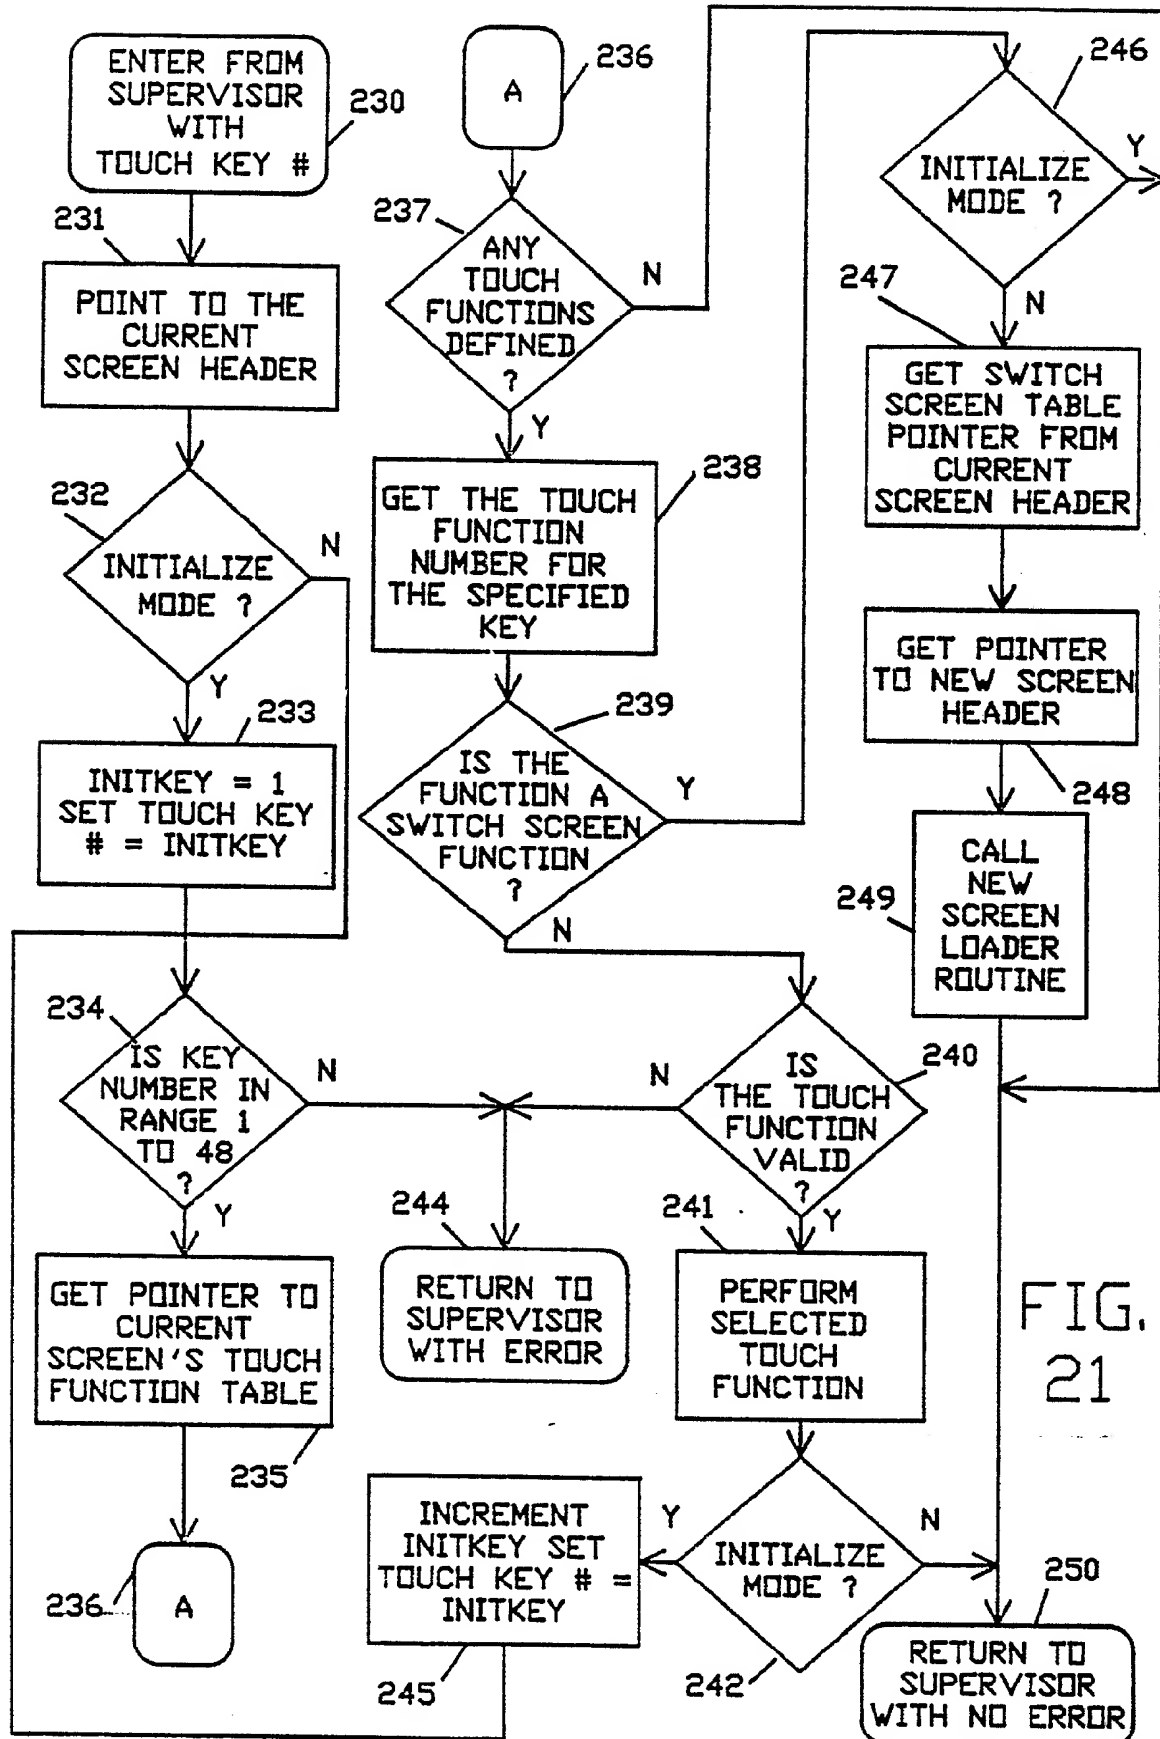 ENTER FROM
SUPERVISOR
WITH
TOUCH KEY #
230
231
POINT TO THE
CURRENT
SCREEN HEADER
232
INITIALIZE
MODE ?
N
Y
233
INITKEY = 1
SET TOUCH KEY
# = INITKEY
234
IS KEY
NUMBER IN
RANGE 1
TO 48
?
N
Y
GET POINTER TO
CURRENT
SCREEN'S TOUCH
FUNCTION TABLE
235
236
A
A
236
237
ANY
TOUCH
FUNCTIONS
DEFINED
?
N
Y
238
GET THE TOUCH
FUNCTION
NUMBER FOR
THE SPECIFIED
KEY
239
IS THE
FUNCTION A
SWITCH SCREEN
FUNCTION
?
Y
N
240
IS
THE TOUCH
FUNCTION
VALID
?
N
Y
241
PERFORM
SELECTED
TOUCH
FUNCTION
244
RETURN TO
SUPERVISOR
WITH ERROR
INITIALIZE
MODE ?
Y
N
242
INCREMENT
INITKEY SET
TOUCH KEY # =
INITKEY
245
246
INITIALIZE
MODE ?
Y
N
247
GET SWITCH
SCREEN TABLE
POINTER FROM
CURRENT
SCREEN HEADER
GET POINTER
TO NEW SCREEN
HEADER
248
249
CALL
NEW
SCREEN
LOADER
ROUTINE
250
RETURN TO
SUPERVISOR
WITH NO ERROR
FIG.
21